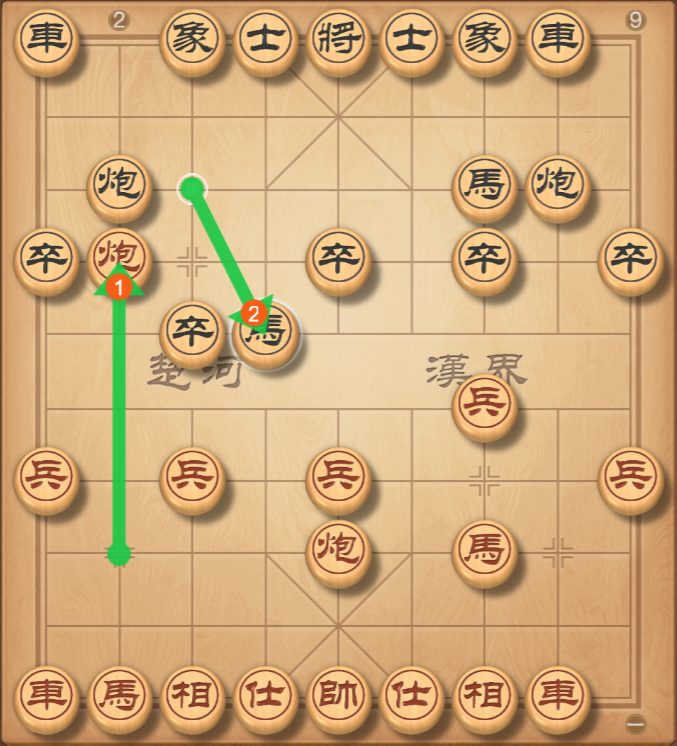 2 9
車 象 士 將 士 象 車
炮 馬 炮
卒 炮 卒 卒 卒
1
卒 馬
2
楚河 漢界
兵
兵 兵 兵 兵
炮 馬
車 馬 相 仕 帥 仕 相 車
一